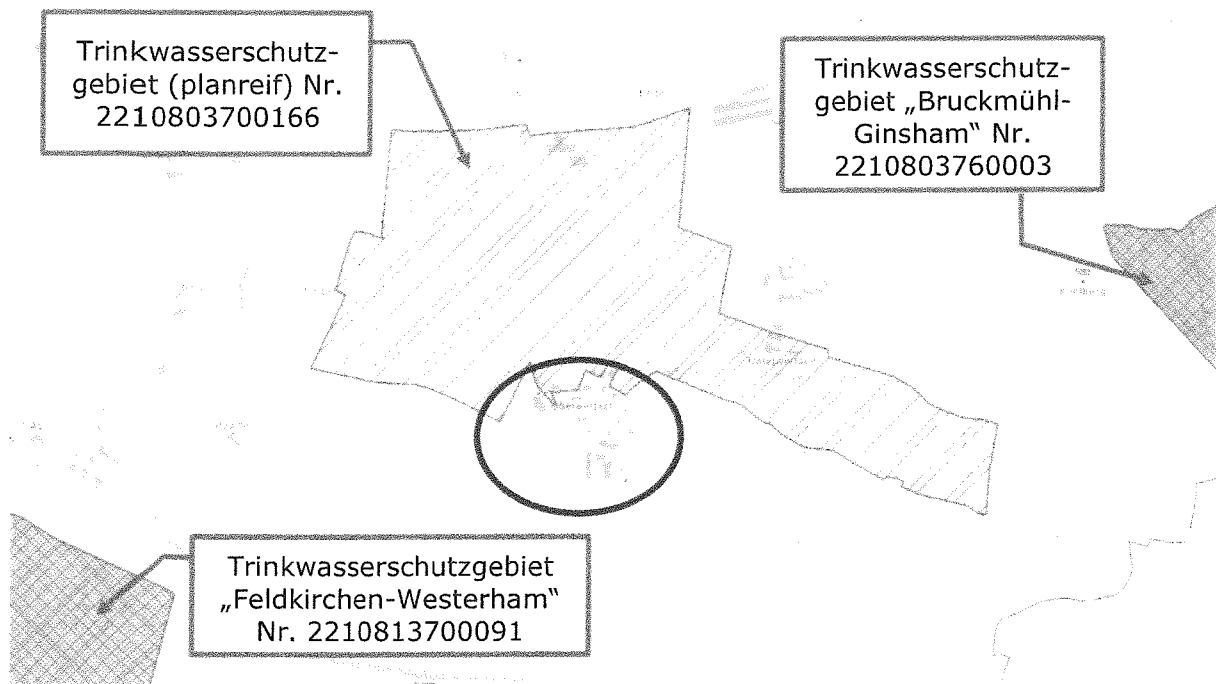 Trinkwasserschutz-
gebiet (planreif) Nr.
2210803700166
Trinkwasserschutz-
gebiet „Bruckmühl-
Ginsham“ Nr.
2210803760003
Trinkwasserschutzgebiet
„Feldkirchen-Westerham“
Nr. 2210813700091